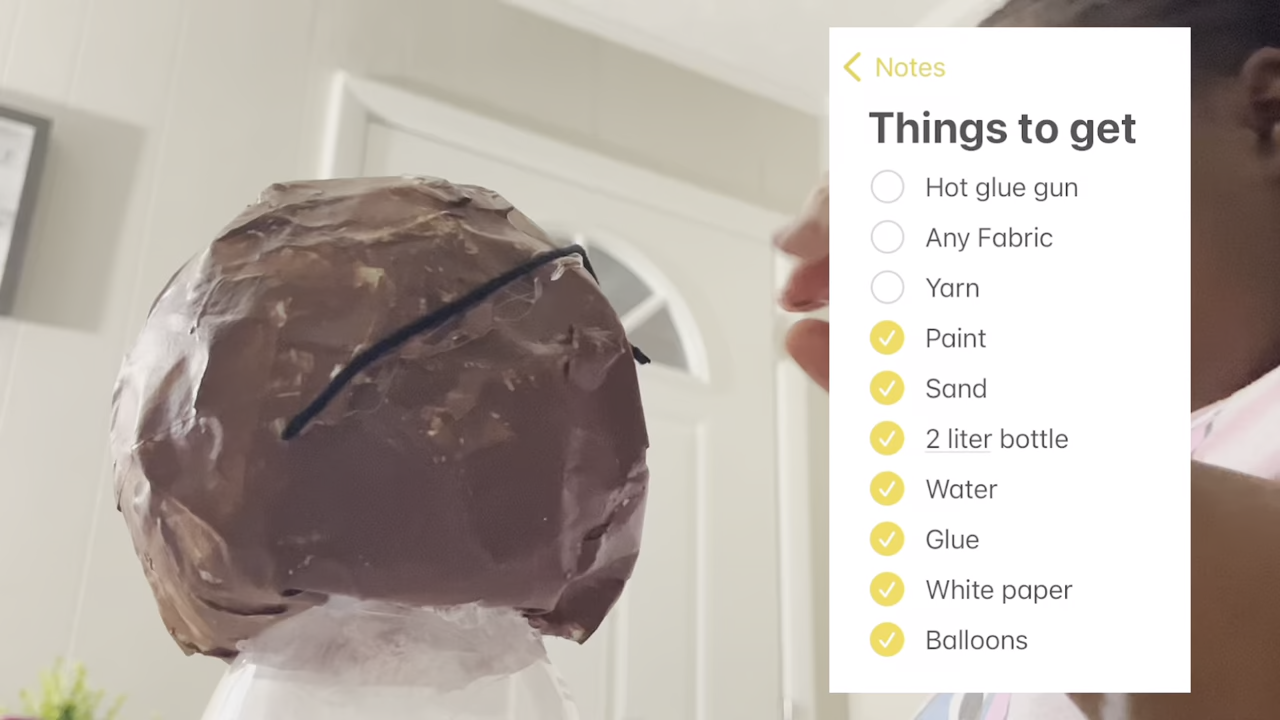 Notes
Things to get
Hot glue gun
Any Fabric
Yarn
Paint
Sand
2 liter bottle
Water
Glue
White paper
Balloons